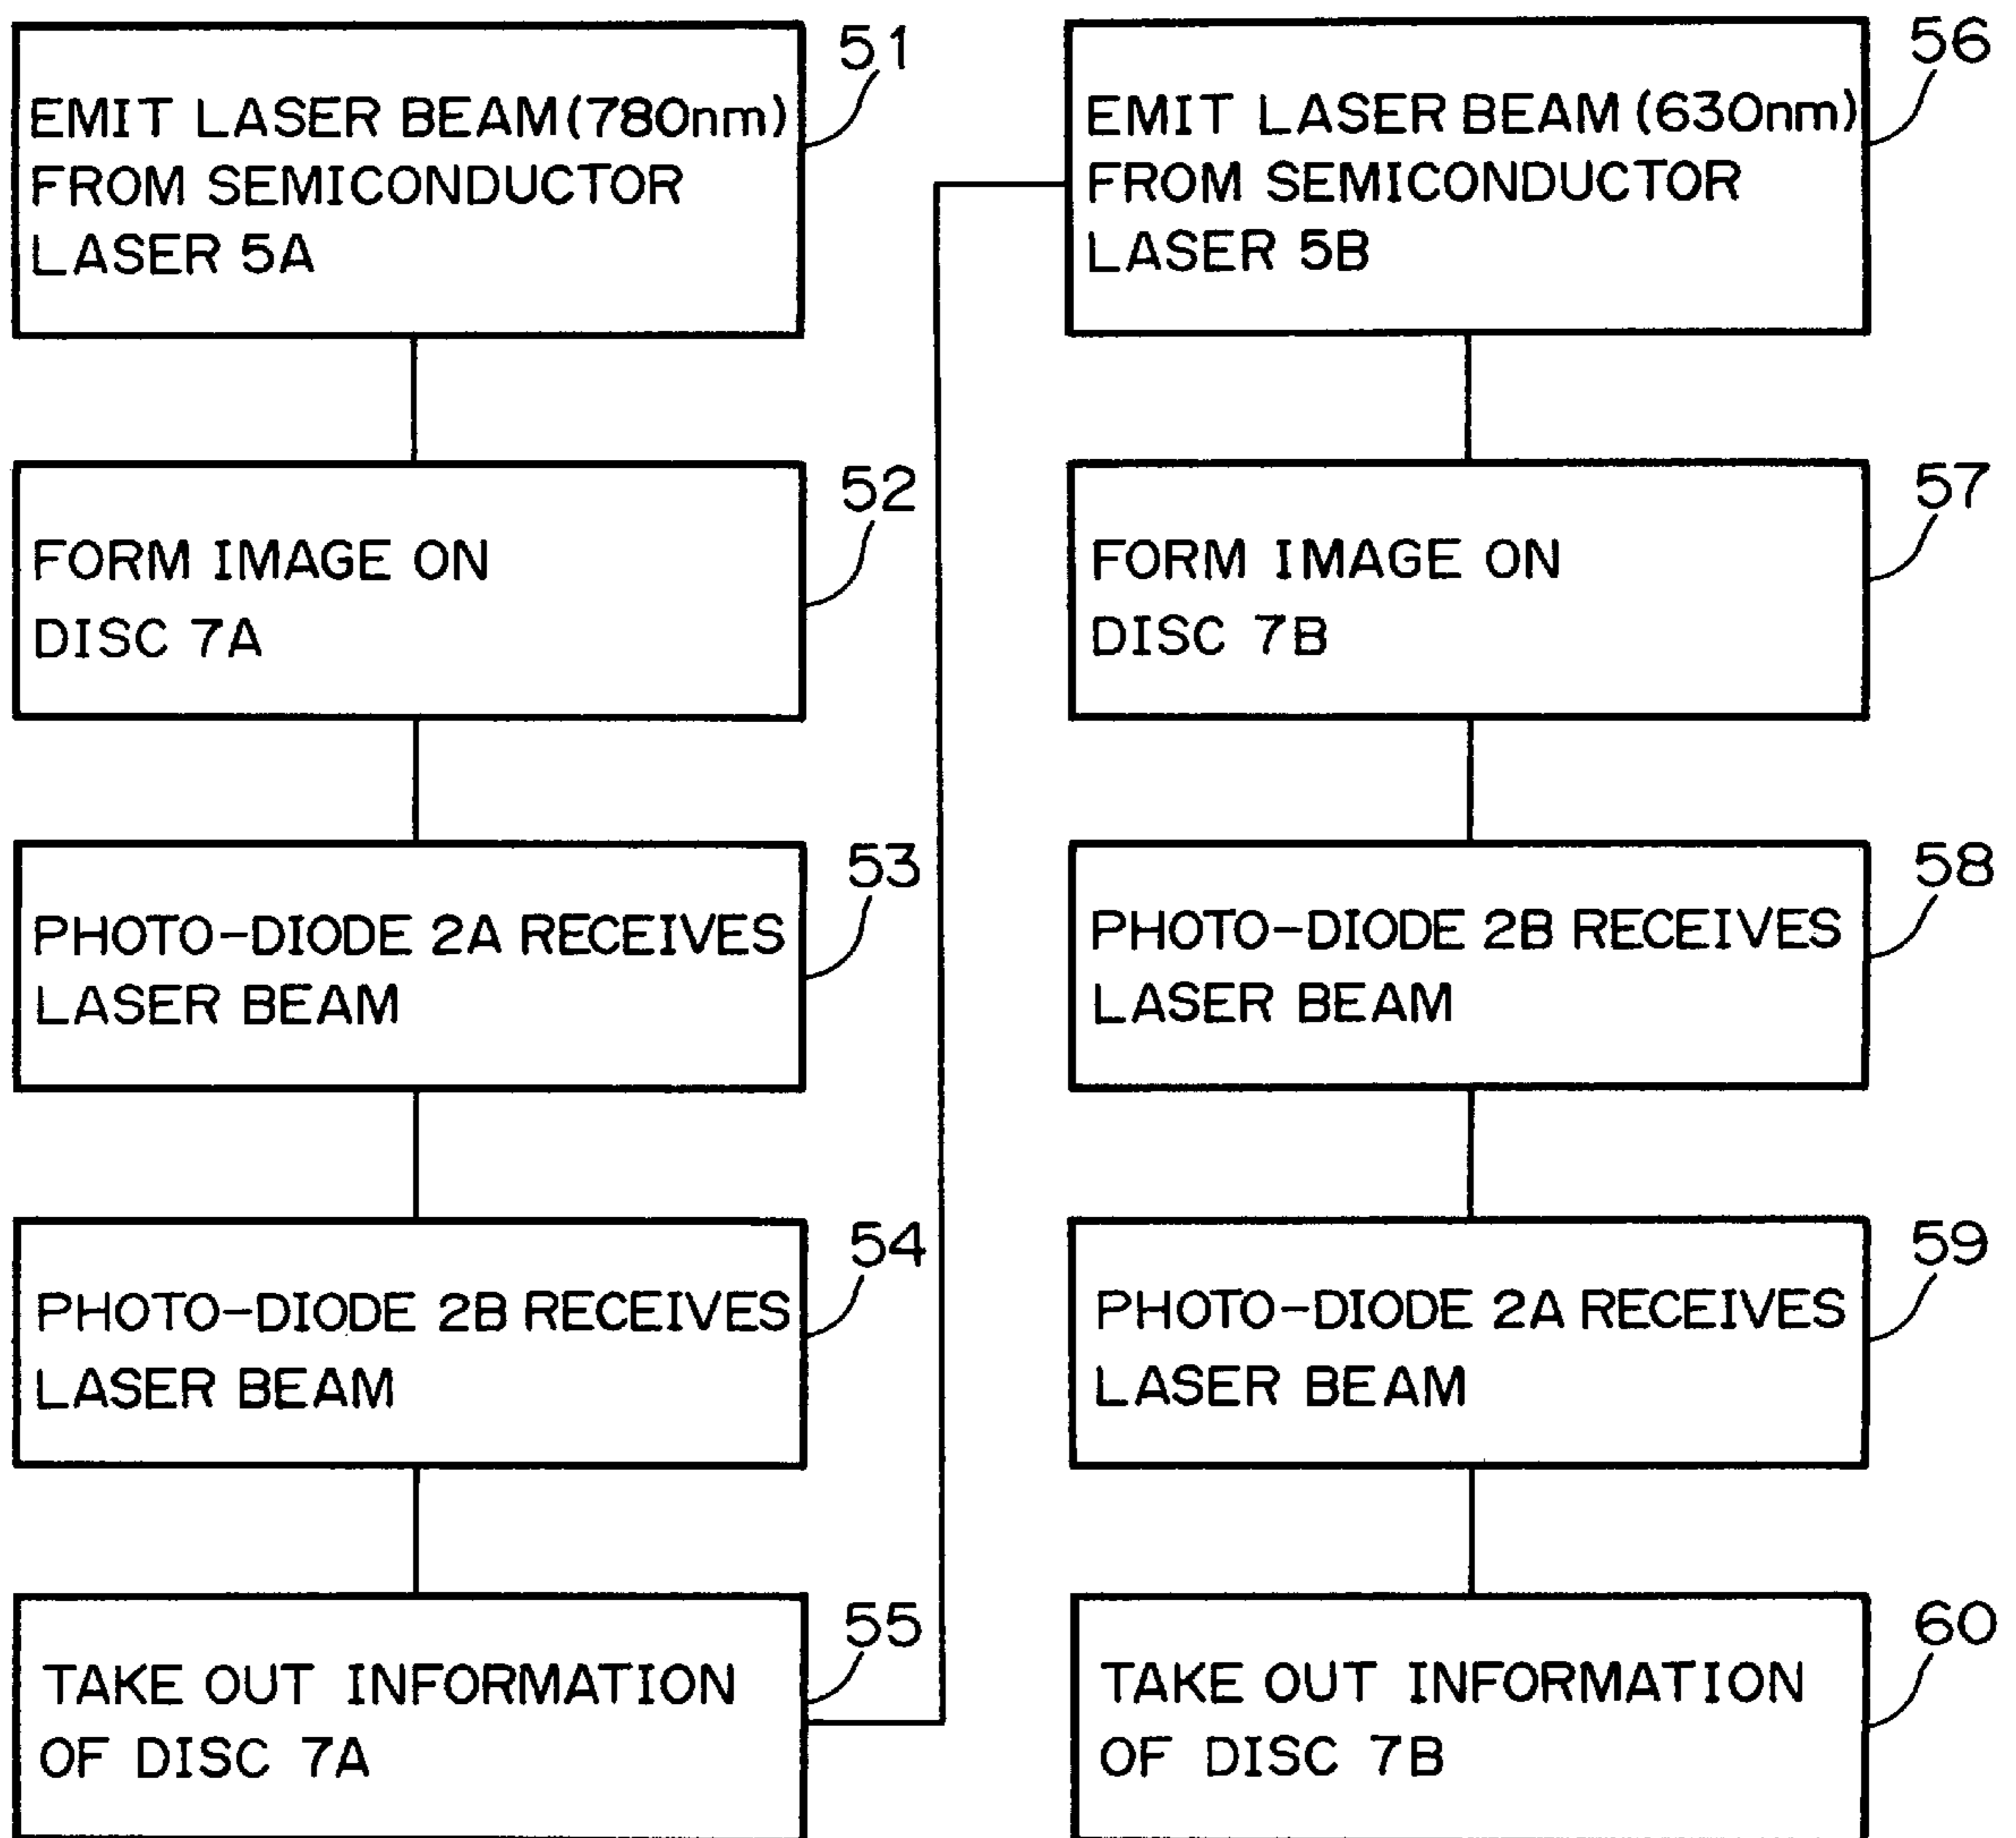 51
EMIT LASER BEAM (780nm)
FROM SEMICONDUCTOR
LASER 5A
52
FORM IMAGE ON
DISC 7A
53
PHOTO-DIODE 2A RECEIVES
LASER BEAM
54
PHOTO-DIODE 2B RECEIVES
LASER BEAM
55
TAKE OUT INFORMATION
OF DISC 7A
56
EMIT LASER BEAM (630nm)
FROM SEMICONDUCTOR
LASER 5B
57
FORM IMAGE ON
DISC 7B
58
PHOTO-DIODE 2B RECEIVES
LASER BEAM
59
PHOTO-DIODE 2A RECEIVES
LASER BEAM
60
TAKE OUT INFORMATION
OF DISC 7B